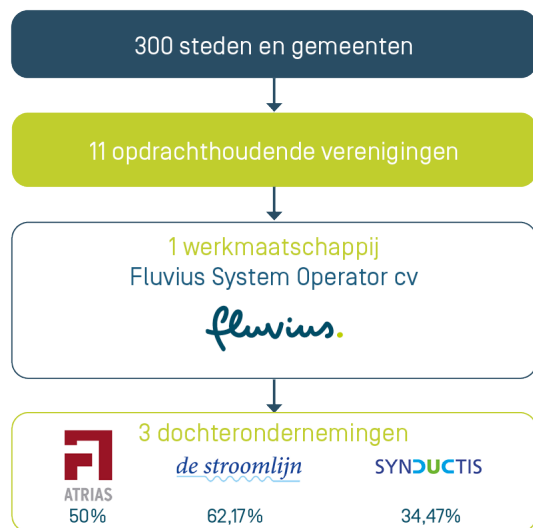 300 steden en gemeenten
11 opdrachthoudende verenigingen
1 werkmaatschappij
Fluvius System Operator cv
fluvius.
3 dochterondernemingen
ATRIAS
de stroomlijn
SYNDUCTIS
50%
62,17%
34,47%